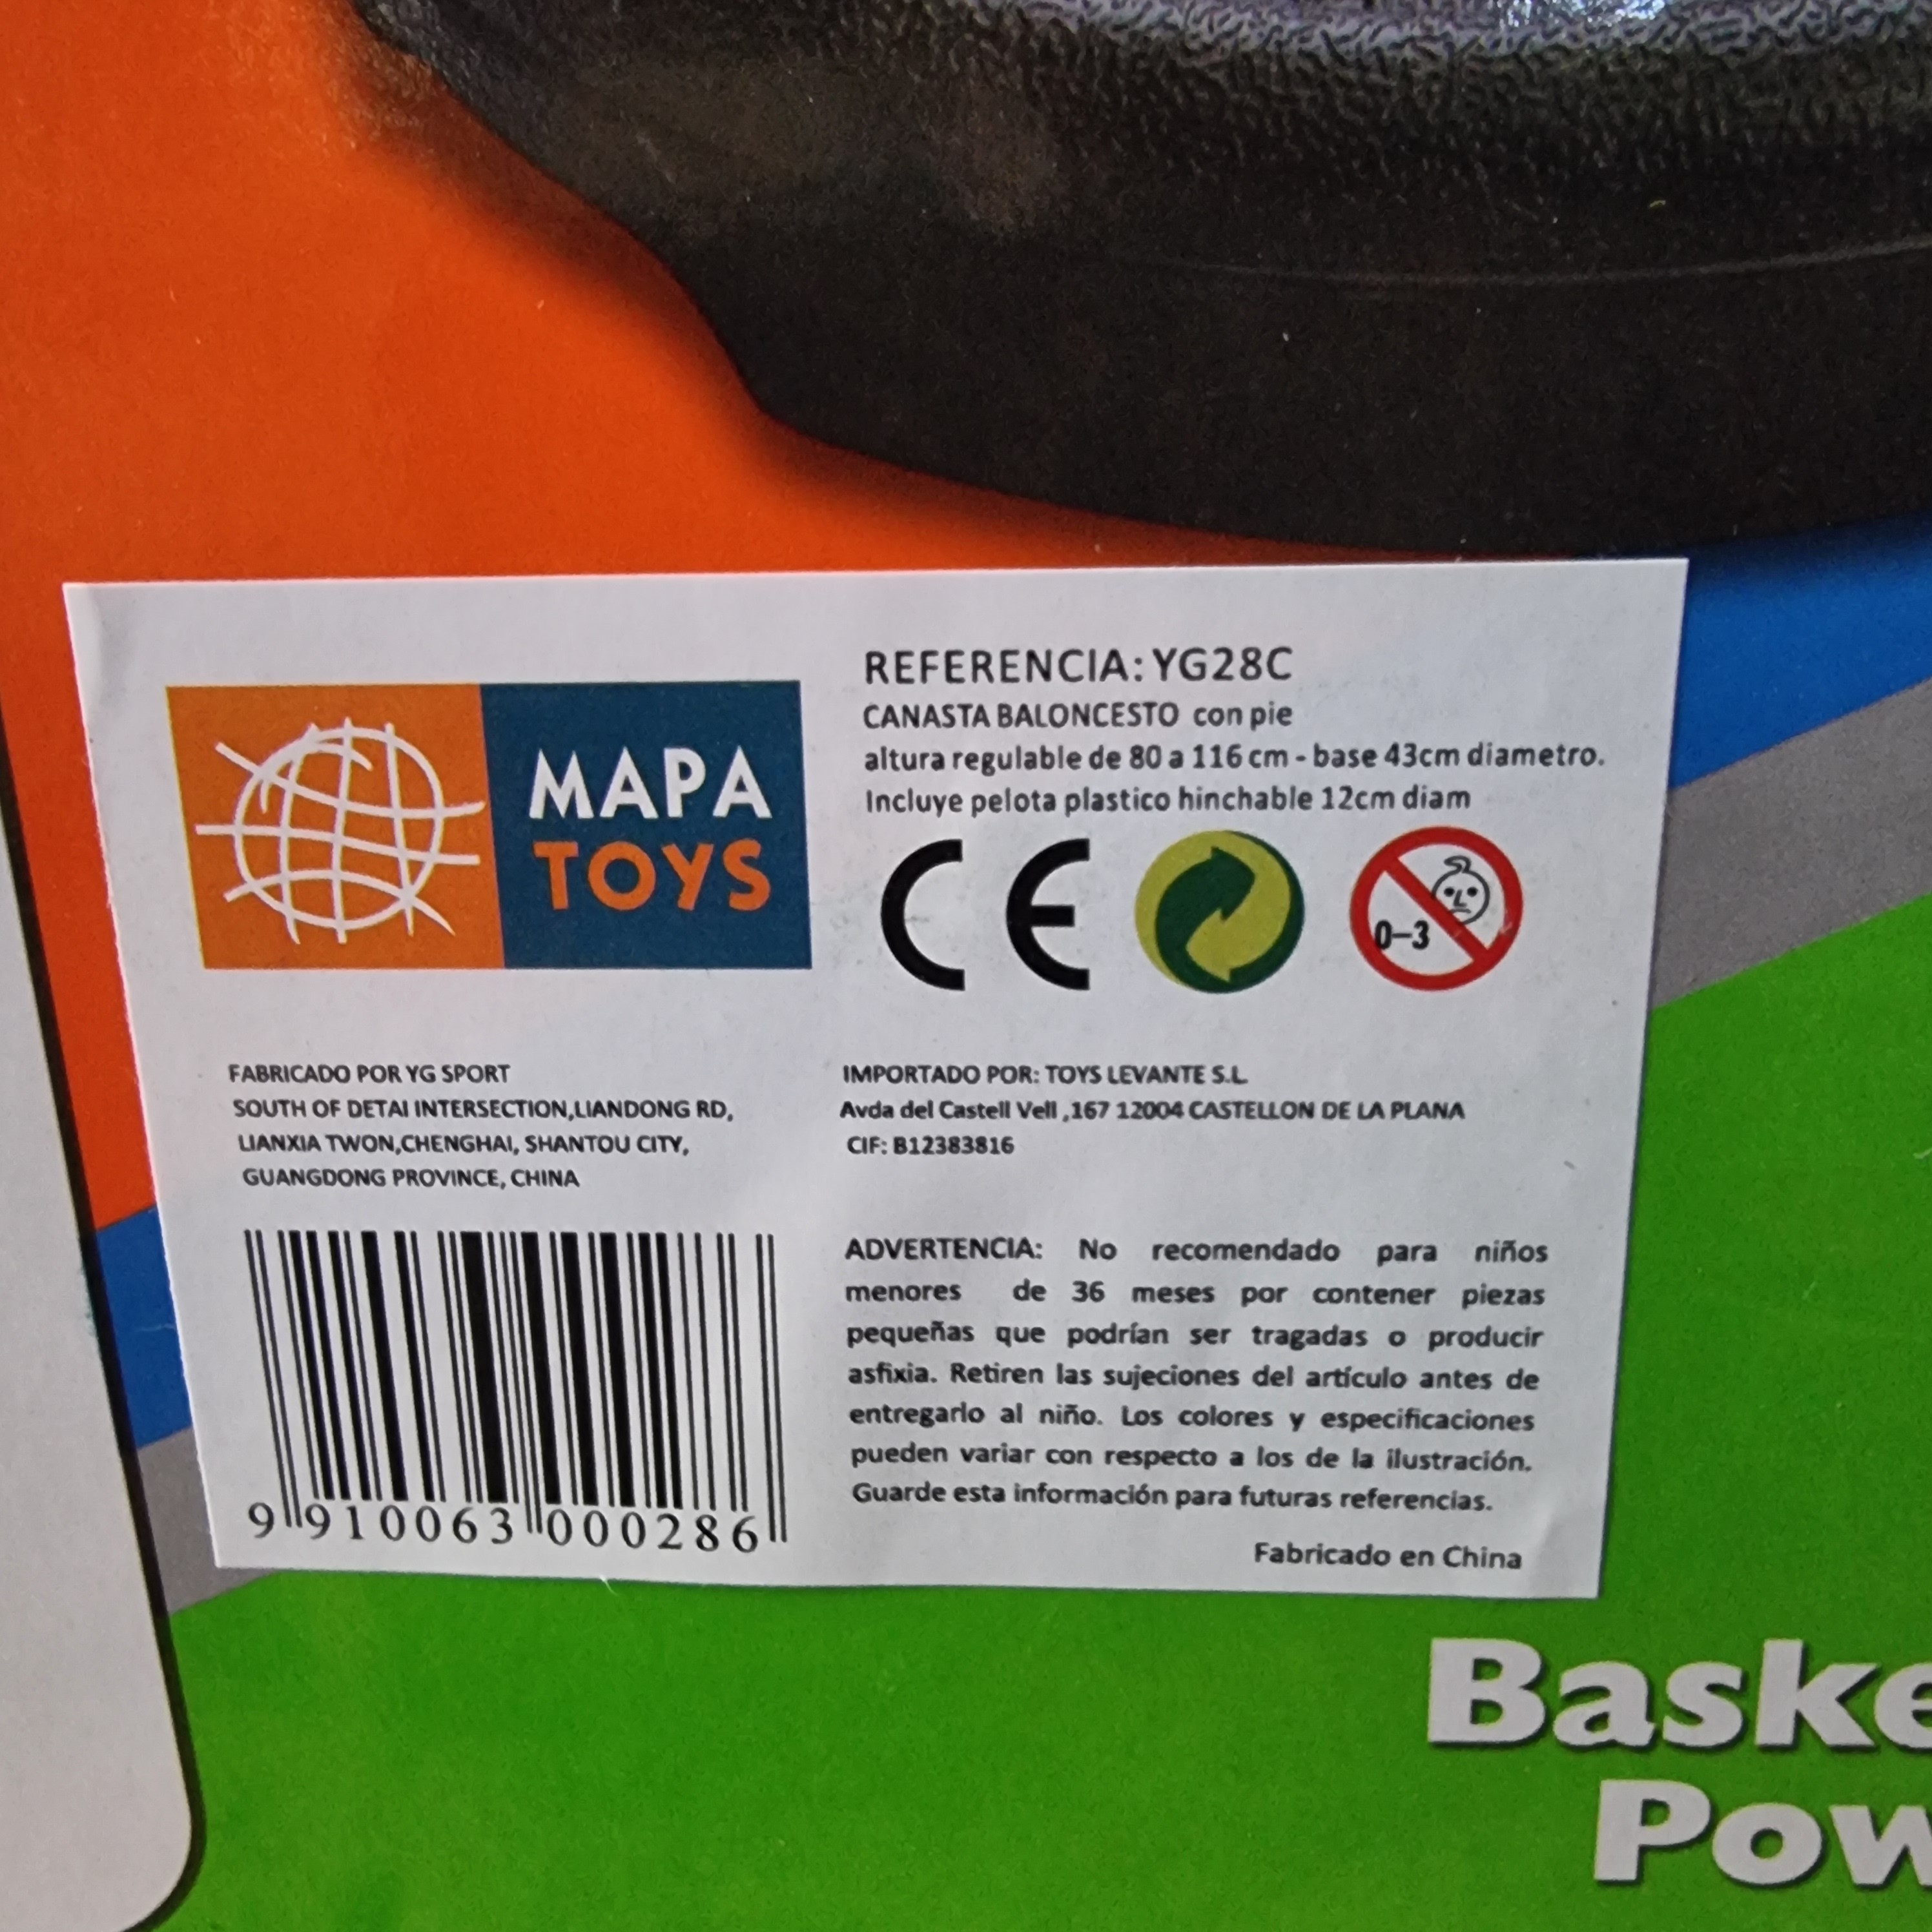 MAPA
TOYS
REFERENCIA: YG28C
CANASTA BALONCESTO con pie
altura regulable de 80 a 116 cm - base 43cm diametro.
Incluye pelota plastico hinchable 12cm diam
CE
0-3
FABRICADO POR YG SPORT
SOUTH OF DETAI INTERSECTION,LIANDONG RD,
LIANXIA TWON,CHENGHAI, SHANTOU CITY,
GUANGDONG PROVINCE, CHINA
IMPORTADO POR: TOYS LEVANTE S.L
Avda del Castell Vell ,167 12004 CASTELLON DE LA PLANA
CIF: B12383816
ADVERTENCIA: No recomendado para niños
menores de 36 meses por contener piezas
pequeñas que podrían ser tragadas o producir
asfixia. Retiren las sujeciones del artículo antes de
entregarlo al niño. Los colores y especificaciones
pueden variar con respecto a los de la ilustración.
Guarde esta información para futuras referencias.
Fabricado en China
9 910063 000286
Baske
Pow